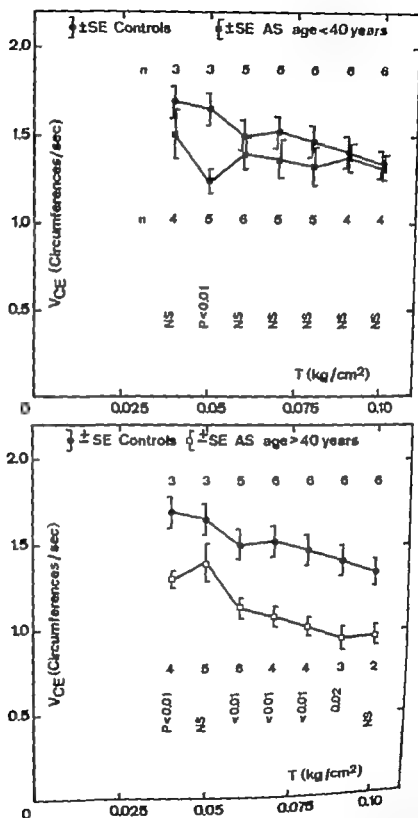 2.0
±SE Controls ±SE AS age<40 years
n 3 3 5 6 6 6 6
1.5
VCE (Circumferences/sec)
1.0
n 4 5 6 5 5 4 4
0.5
NS P<0.01 NS NS NS NS NS
T (kg/cm²)
0 0.025 0.05 0.075 0.10
±SE Controls ±SE AS age>40 years
2.0
3 3 5 6 6 6 6
1.5
VCE (Circumferences/sec)
1.0
4 5 6 4 4 3 2
P<0.01 NS <0.01 <0.01 <0.01 0.02 NS
0.5
T (kg/cm²)
0 0.025 0.05 0.075 0.10